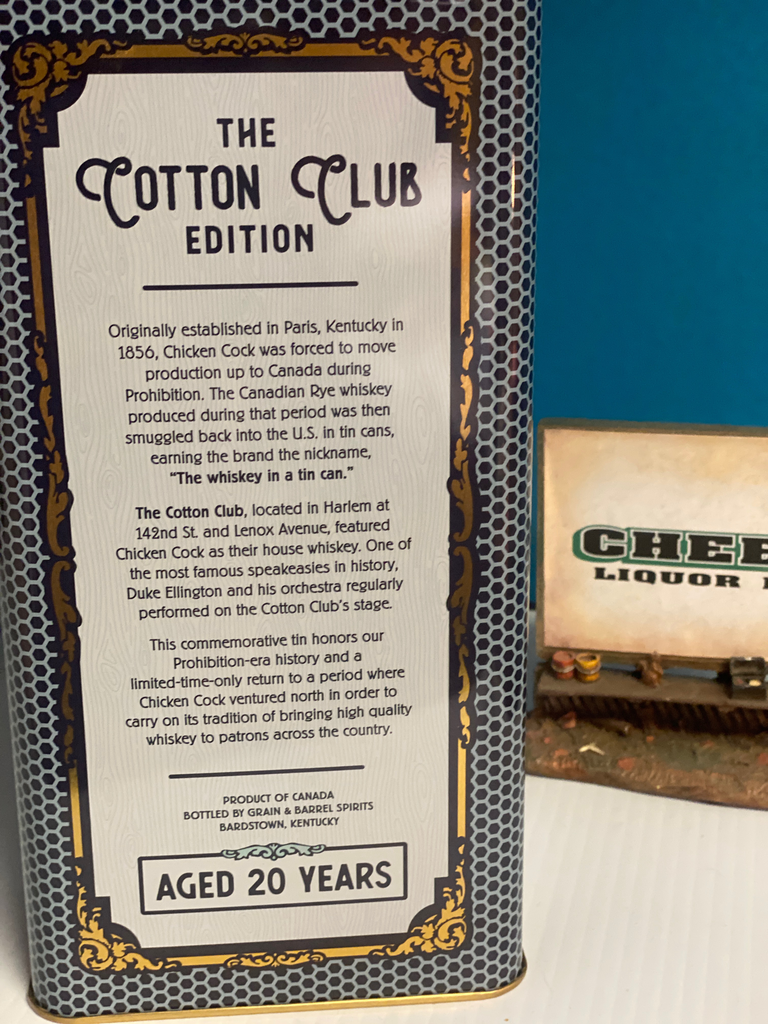 THE
COTTON CLUB
EDITION
Originally established in Paris, Kentucky in
1856, Chicken Cock was forced to move
production up to Canada during
Prohibition. The Canadian Rye whiskey
produced during that period was then
smuggled back into the U.S. in tin cans,
earning the brand the nickname,
“The whiskey in a tin can.”
The Cotton Club, located in Harlem at
142nd St. and Lenox Avenue, featured
Chicken Cock as their house whiskey. One of
the most famous speakeasies in history,
Duke Ellington and his orchestra regularly
performed on the Cotton Club's stage.
This commemorative tin honors our
Prohibition-era history and a
limited-time-only return to a period where
Chicken Cock ventured north in order to
carry on its tradition of bringing high quality
whiskey to patrons across the country.
PRODUCT OF CANADA
BOTTLED BY GRAIN & BARREL SPIRITS
BARDSTOWN, KENTUCKY
AGED 20 YEARS
LIQUOR